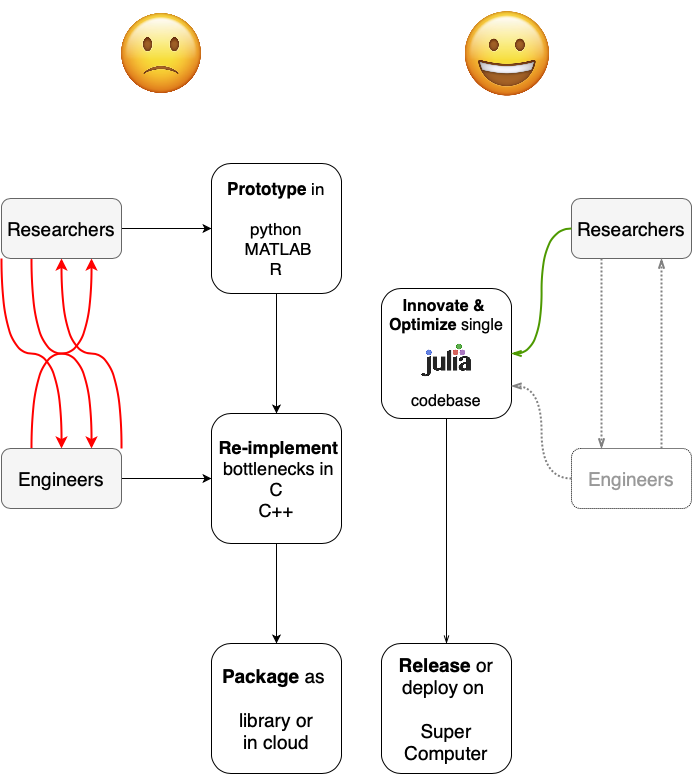 Researchers
Prototype in
python
MATLAB
R
Engineers
Re-implement
bottlenecks in
C
C++
Package as
library or
in cloud
Researchers
Innovate &
Optimize single
julia
codebase
Engineers
Release or
deploy on
Super
Computer